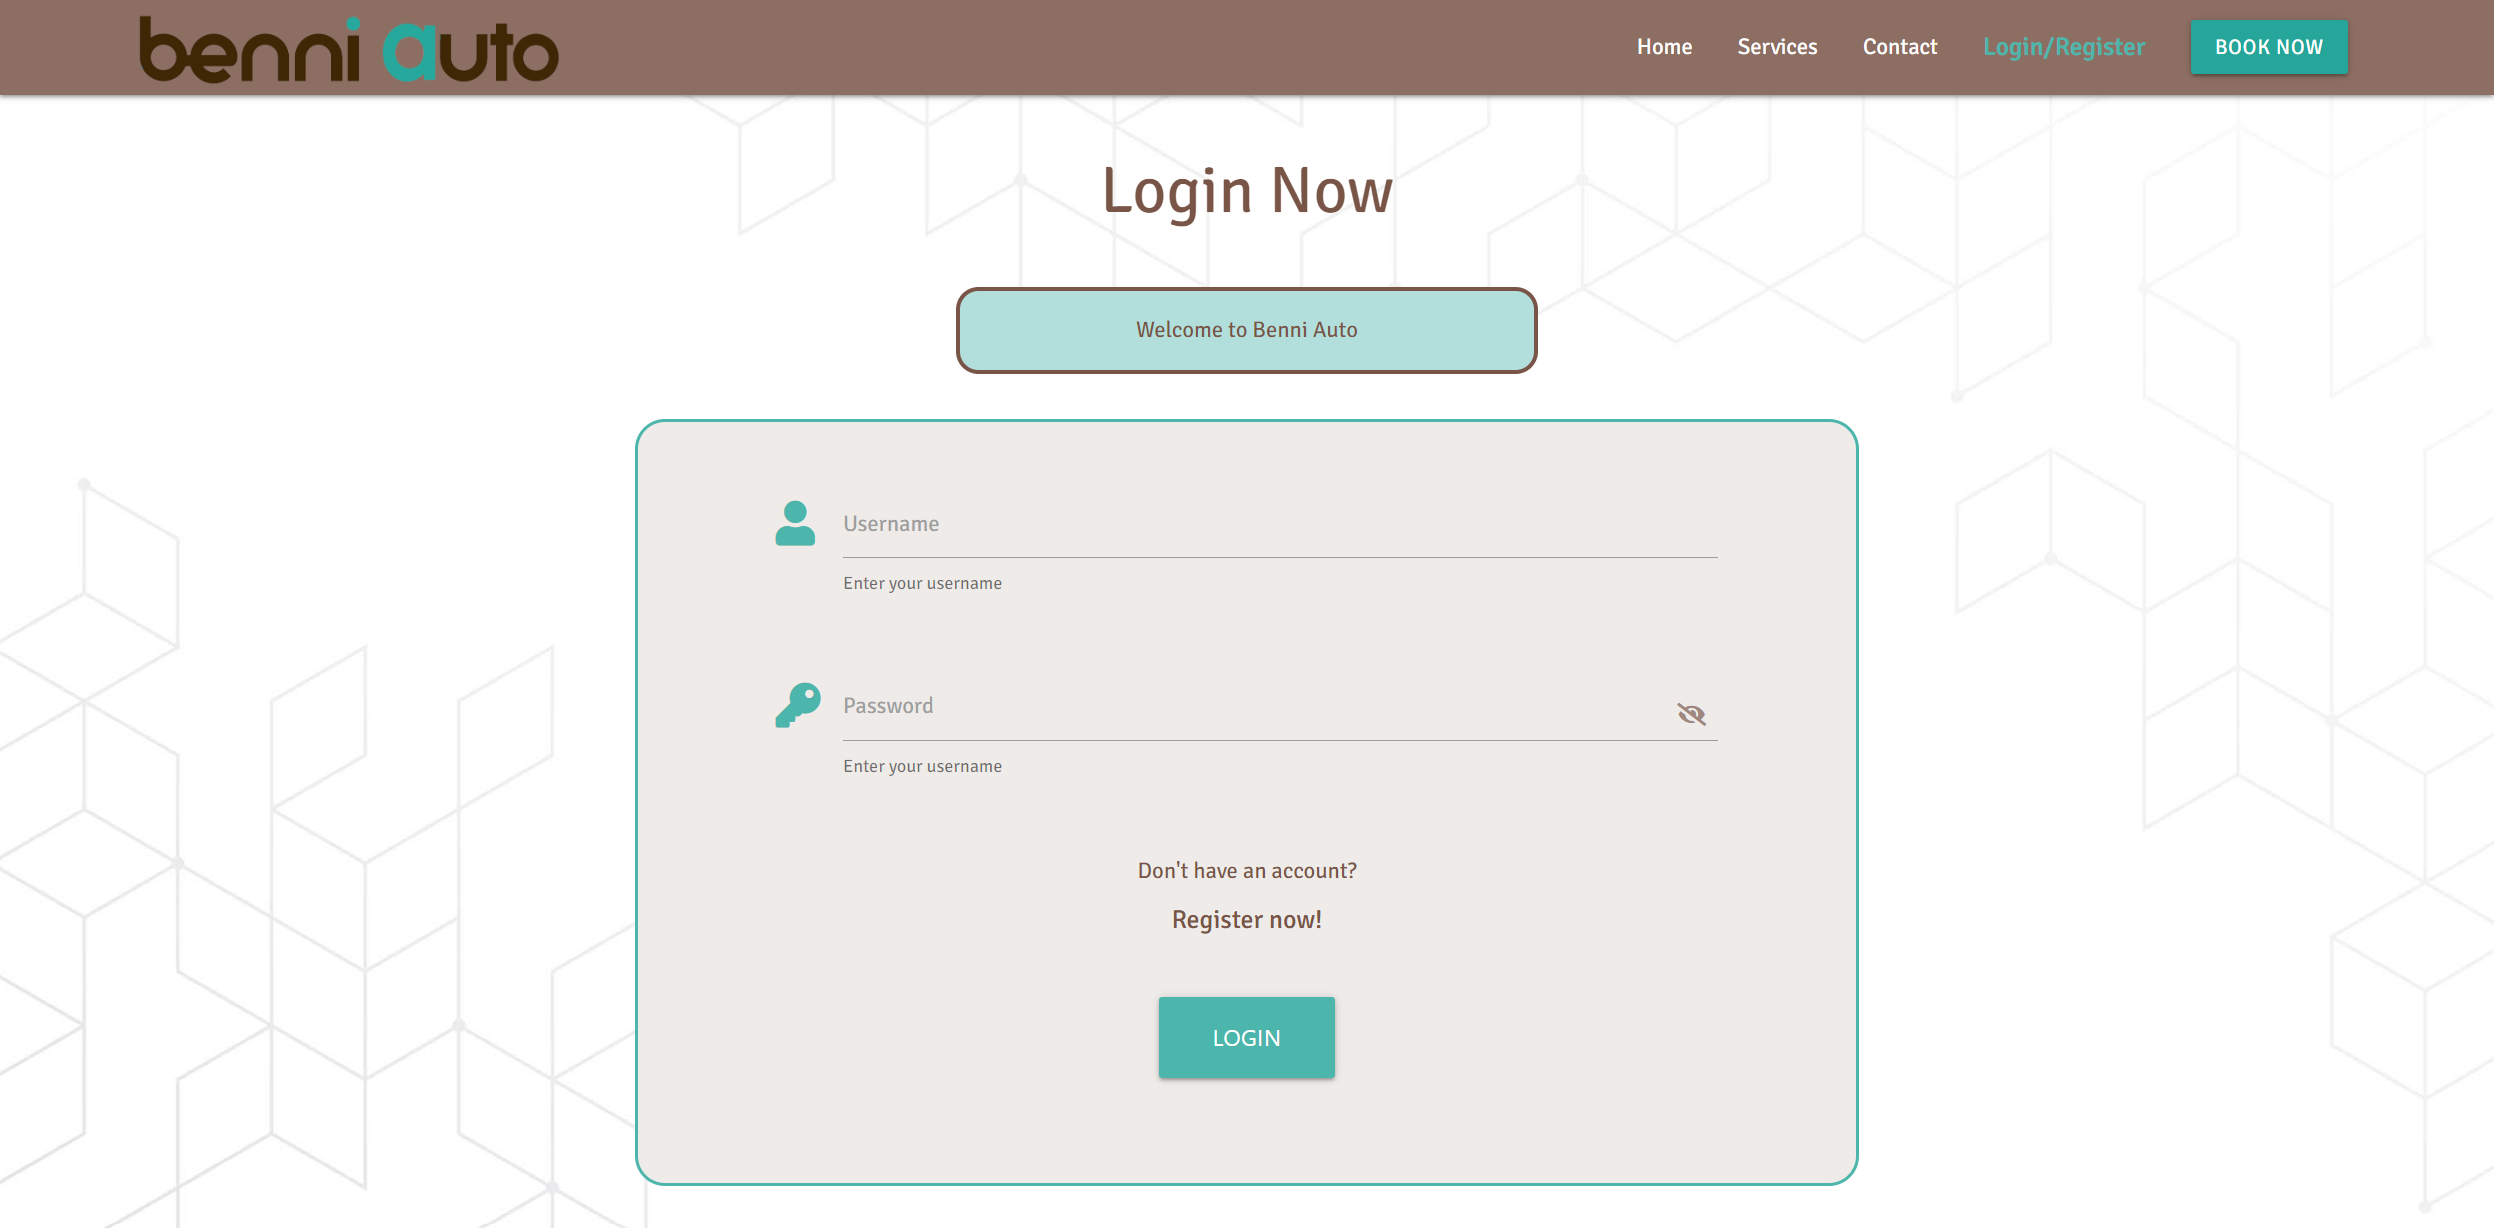 benni auto
Home Services Contact Login/Register BOOK NOW
Login Now
Welcome to Benni Auto
Username
Enter your username
Password
Enter your username
Don't have an account?
Register now!
LOGIN